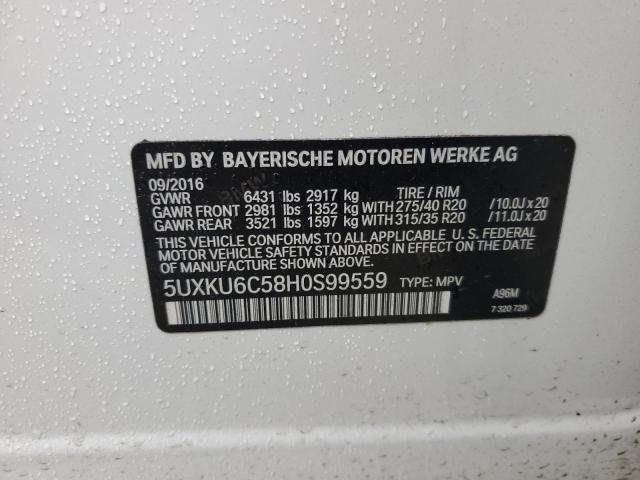 MFD BY BAYERISCHE MOTOREN WERKE AG
09/2016
GVWR 6431 lbs 2917 kg TIRE / RIM
GAWR FRONT 2981 lbs 1352 kg WITH 275/40 R20 /10.0J x 20
GAWR REAR 3521 lbs 1597 kg WITH 315/35 R20 /11.0J x 20
THIS VEHICLE CONFORMS TO ALL APPLICABLE U. S. FEDERAL
MOTOR VEHICLE SAFETY STANDARDS IN EFFECT ON THE DATE OF
MANUFACTURE SHOWN ABOVE.
5UXKU6C58H0S99559 TYPE: MPV
A96M
7 320 729